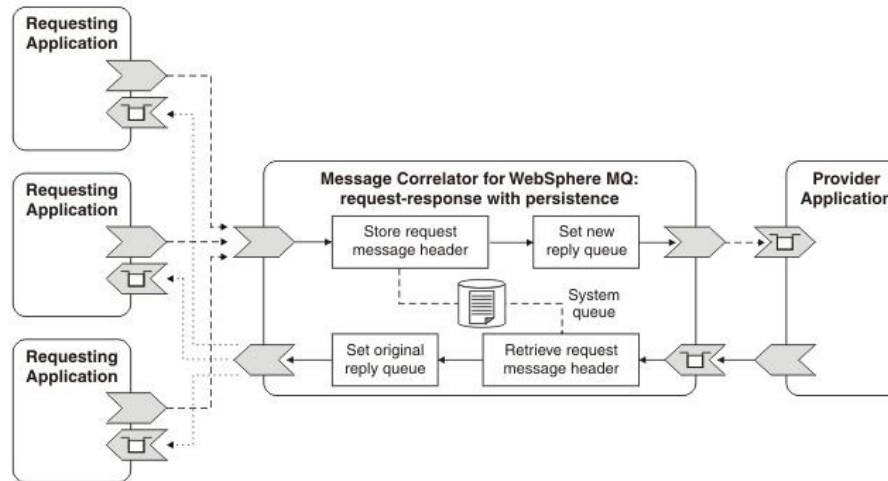 Requesting
Application
Requesting
Application
Requesting
Application
Message Correlator for WebSphere MQ:
request-response with persistence
Store request
message header
Set new
reply queue
System
queue
Set original
reply queue
Retrieve request
message header
Provider
Application